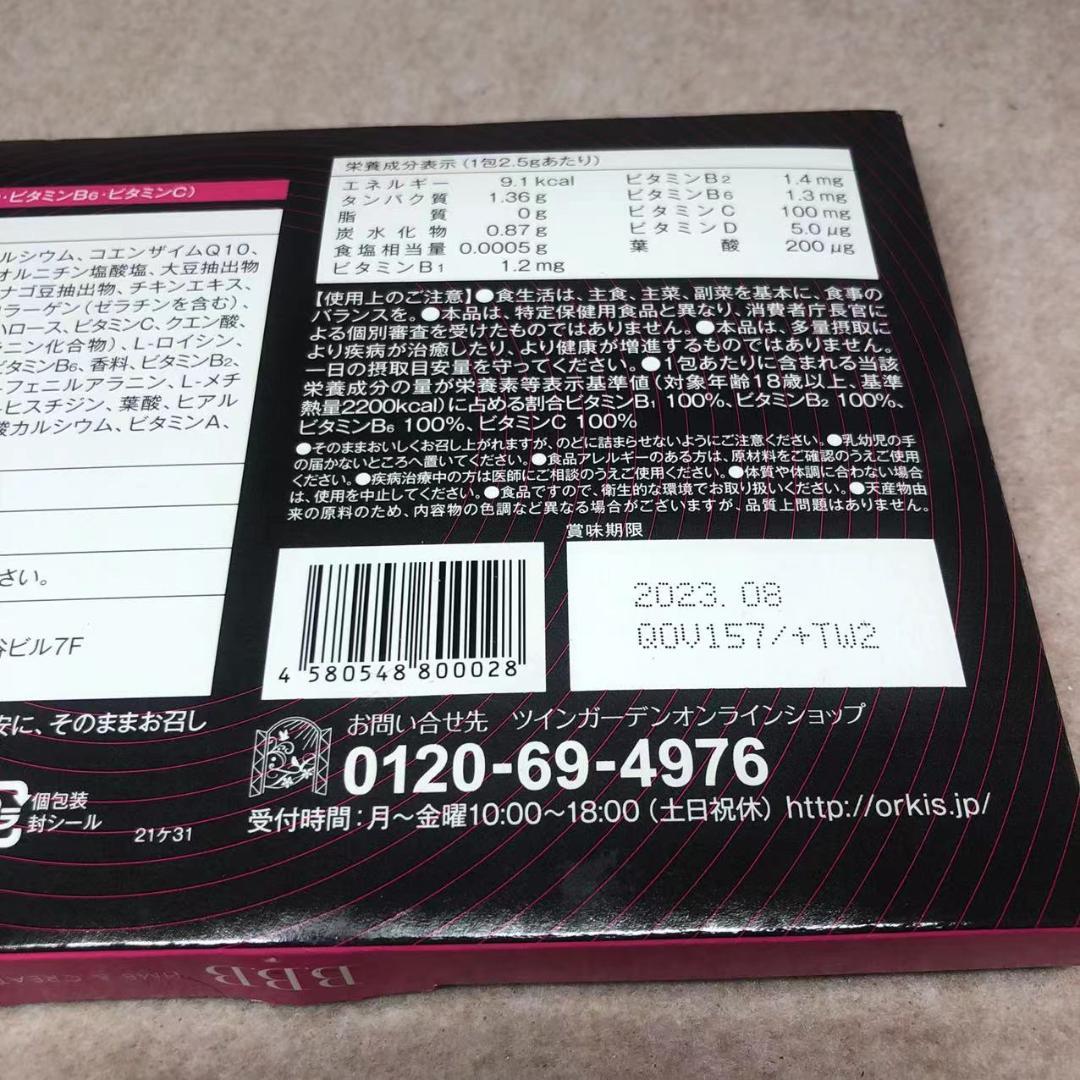 ・ビタミンB6・ビタミンC）
ルシウム、コエンザイムQ10、
オルニチン塩酸塩、大豆抽出物
ナゴ豆抽出物、チキンエキス、
コラーゲン（ゼラチンを含む）、
ハロース、ビタミンC、クエン酸、
ラニン化合物）、L-ロイシン、
ビタミンB6、香料、ビタミンB2、
-フェニルアラニン、L-メチ
-ヒスチジン、葉酸、ヒアル
酸カルシウム、ビタミンA、
さい。
谷ビル7F
安に、そのままお召し
個包装
封シール
21ケ31
栄養成分表示（1包2.5gあたり）
エネルギー 9.1kcal
タンパク質 1.36g
脂質 0g
炭水化物 0.87g
食塩相当量 0.0005g
ビタミンB1 1.2mg
ビタミンB2 1.4mg
ビタミンB6 1.3mg
ビタミンC 100mg
ビタミンD 5.0μg
葉酸 200μg
【使用上のご注意】●食生活は、主食、主菜、副菜を基本に、食事の
バランスを。●本品は、特定保健用食品と異なり、消費者庁長官に
よる個別審査を受けたものではありません。●本品は、多量摂取に
より疾病が治癒したり、より健康が増進するものではありません。
一日の摂取目安量を守ってください。●1包あたりに含まれる当該
栄養成分の量が栄養素等表示基準値（対象年齢18歳以上、基準
熱量2200kcal）に占める割合ビタミンB1 100%、ビタミンB2 100%、
ビタミンB6 100%、ビタミンC 100%
●そのままおいしくお召し上がれますが、のどに詰まらせないようにご注意ください。●乳幼児の手
の届かないところへ置いてください。●食品アレルギーのある方は、原材料をご確認のうえご使用
ください。●疾病治療中の方は医師にご相談のうえご使用ください。●体質や体調に合わない場合
は、使用を中止してください。●食品ですので、衛生的な環境でお取り扱いください。●天産物由
来の原料のため、内容物の色調など異なる場合がございますが、品質上問題はありません。
賞味期限
2023.08
QOV157/+TW2
4 580548 800028
お問い合せ先 ツインガーデンオンラインショップ
0120-69-4976
受付時間：月～金曜10:00～18:00（土日祝休） http://orkis.jp/
B.B.B